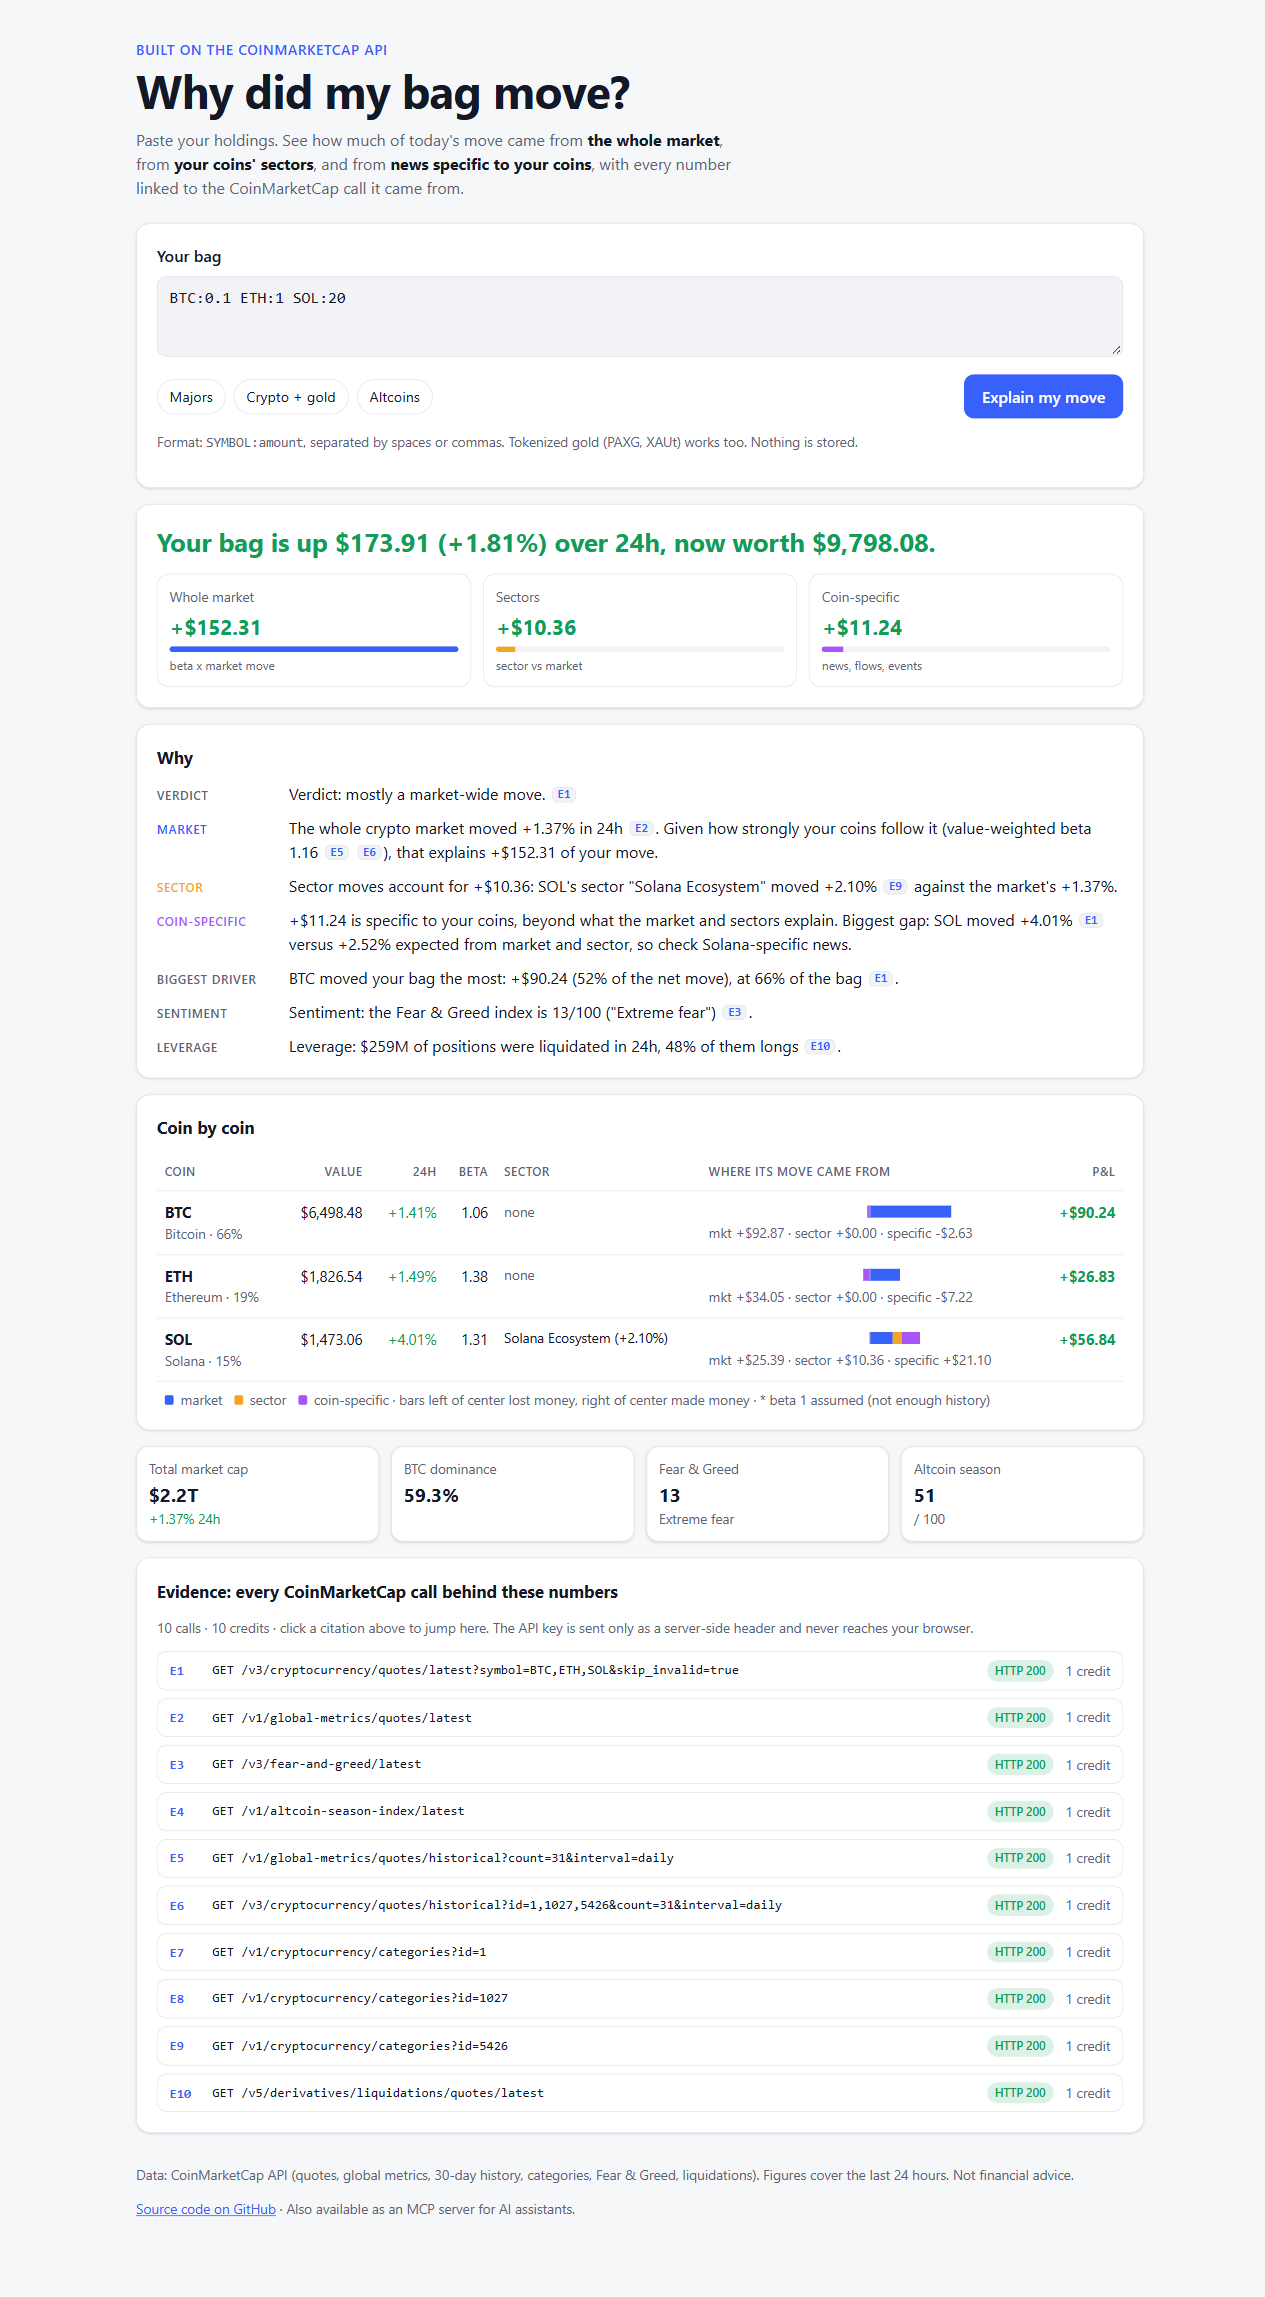 BUILT ON THE COINMARKETCAP API
Why did my bag move?
Paste your holdings. See how much of today's move came from the whole market,
from your coins' sectors, and from news specific to your coins, with every number
linked to the CoinMarketCap call it came from.
Your bag
BTC:0.1 ETH:1 SOL:20
Majors
Crypto + gold
Altcoins
Explain my move
Format: SYMBOL:amount, separated by spaces or commas. Tokenized gold (PAXG, XAUt) works too. Nothing is stored.
Your bag is up $173.91 (+1.81%) over 24h, now worth $9,798.08.
Whole market
+$152.31
beta x market move
Sectors
+$10.36
sector vs market
Coin-specific
+$11.24
news, flows, events
Why
VERDICT Verdict: mostly a market-wide move. E1
MARKET The whole crypto market moved +1.37% in 24h E2 . Given how strongly your coins follow it (value-weighted beta
1.16 E5 E6 ), that explains +$152.31 of your move.
SECTOR Sector moves account for +$10.36: SOL's sector "Solana Ecosystem" moved +2.10% E9 against the market's +1.37%.
COIN-SPECIFIC +$11.24 is specific to your coins, beyond what the market and sectors explain. Biggest gap: SOL moved +4.01% E1
versus +2.52% expected from market and sector, so check Solana-specific news.
BIGGEST DRIVER BTC moved your bag the most: +$90.24 (52% of the net move), at 66% of the bag E1 .
SENTIMENT Sentiment: the Fear & Greed index is 13/100 ("Extreme fear") E3 .
LEVERAGE Leverage: $259M of positions were liquidated in 24h, 48% of them longs E10 .
Coin by coin
COIN VALUE 24H BETA SECTOR WHERE ITS MOVE CAME FROM P&L
BTC $6,498.48 +1.41% 1.06 none +$90.24
Bitcoin · 66% mkt +$92.87 · sector +$0.00 · specific -$2.63
ETH $1,826.54 +1.49% 1.38 none +$26.83
Ethereum · 19% mkt +$34.05 · sector +$0.00 · specific -$7.22
SOL $1,473.06 +4.01% 1.31 Solana Ecosystem (+2.10%) +$56.84
Solana · 15% mkt +$25.39 · sector +$10.36 · specific +$21.10
market sector coin-specific · bars left of center lost money, right of center made money · * beta 1 assumed (not enough history)
Total market cap
$2.2T
+1.37% 24h
BTC dominance
59.3%
Fear & Greed
13
Extreme fear
Altcoin season
51
/ 100
Evidence: every CoinMarketCap call behind these numbers
10 calls · 10 credits · click a citation above to jump here. The API key is sent only as a server-side header and never reaches your browser.
E1 GET /v3/cryptocurrency/quotes/latest?symbol=BTC,ETH,SOL&skip_invalid=true HTTP 200 1 credit
E2 GET /v1/global-metrics/quotes/latest HTTP 200 1 credit
E3 GET /v3/fear-and-greed/latest HTTP 200 1 credit
E4 GET /v1/altcoin-season-index/latest HTTP 200 1 credit
E5 GET /v1/global-metrics/quotes/historical?count=31&interval=daily HTTP 200 1 credit
E6 GET /v3/cryptocurrency/quotes/historical?id=1,1027,5426&count=31&interval=daily HTTP 200 1 credit
E7 GET /v1/cryptocurrency/categories?id=1 HTTP 200 1 credit
E8 GET /v1/cryptocurrency/categories?id=1027 HTTP 200 1 credit
E9 GET /v1/cryptocurrency/categories?id=5426 HTTP 200 1 credit
E10 GET /v5/derivatives/liquidations/quotes/latest HTTP 200 1 credit
Data: CoinMarketCap API (quotes, global metrics, 30-day history, categories, Fear & Greed, liquidations). Figures cover the last 24 hours. Not financial advice.
Source code on GitHub · Also available as an MCP server for AI assistants.